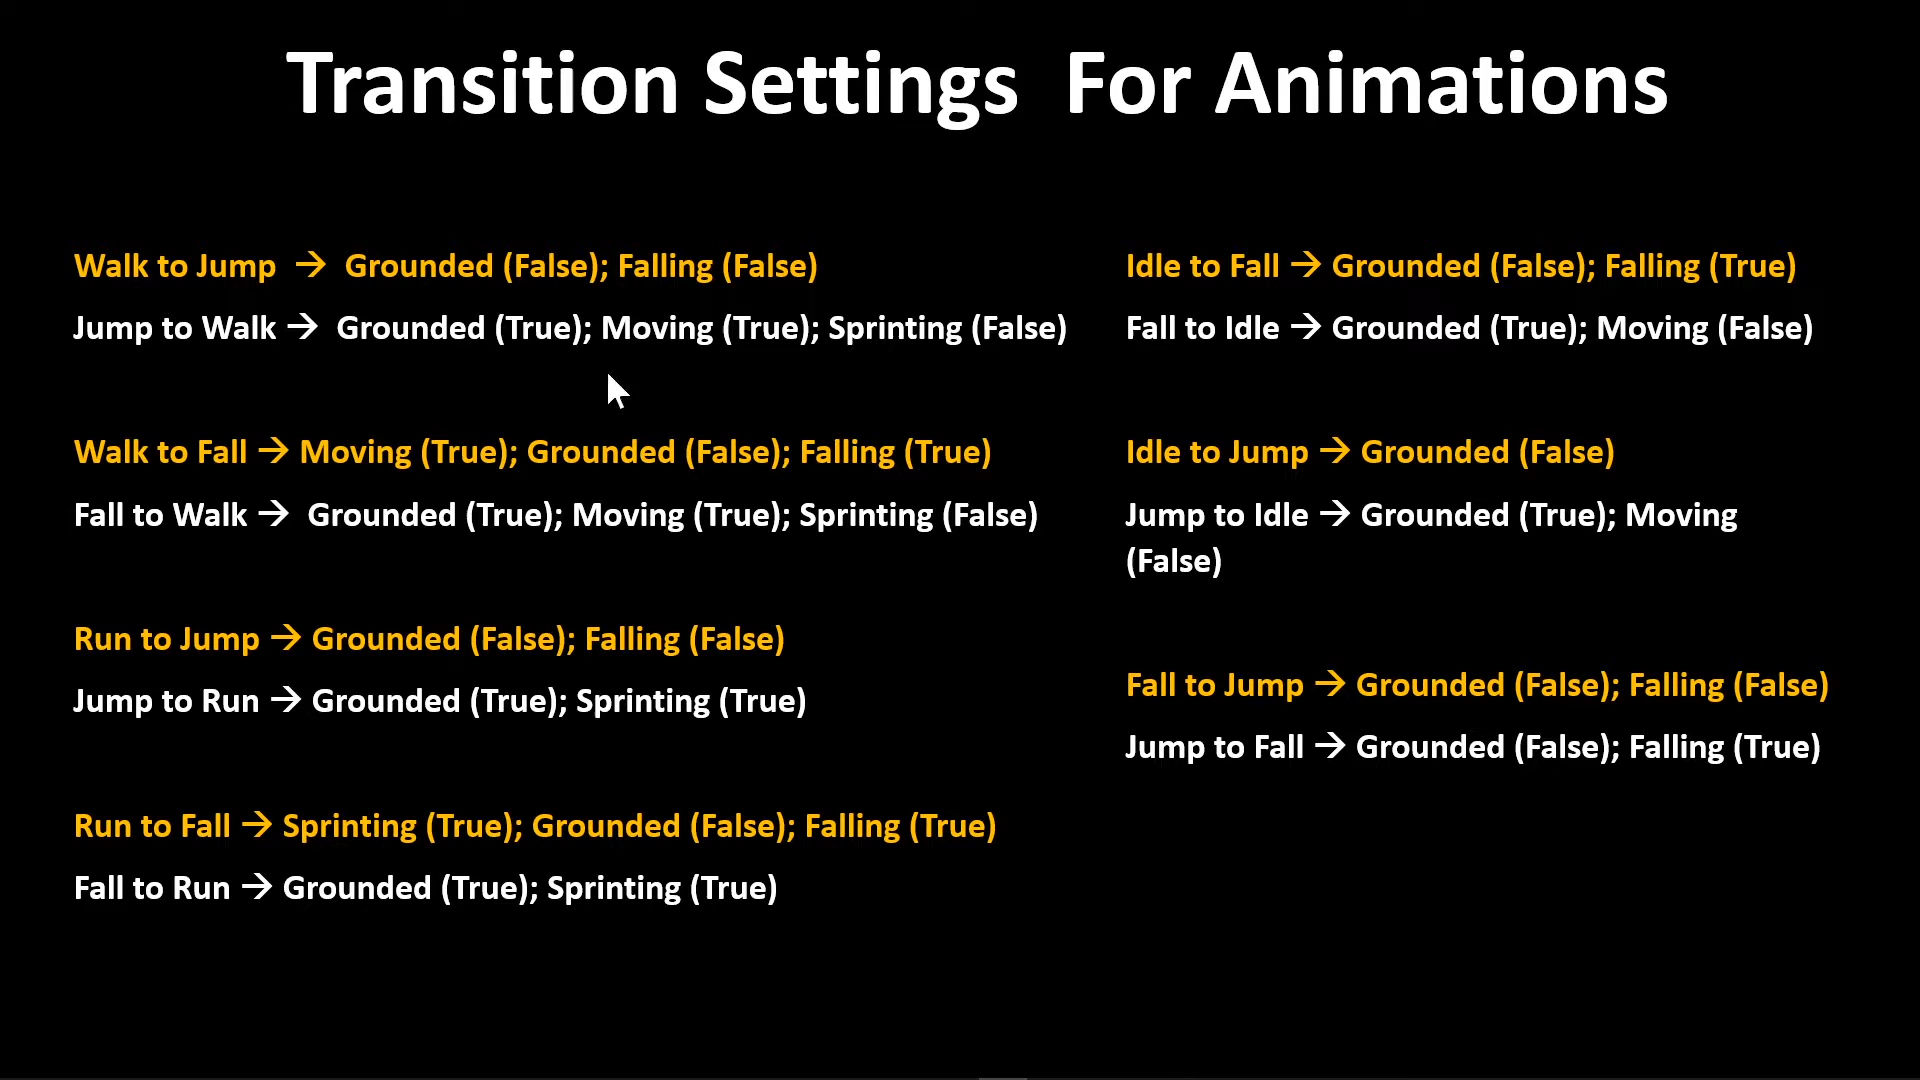 Transition Settings  For Animations
Walk to Jump  →  Grounded (False); Falling (False)
Jump to Walk →  Grounded (True); Moving (True); Sprinting (False)
Walk to Fall → Moving (True); Grounded (False); Falling (True)
Fall to Walk →  Grounded (True); Moving (True); Sprinting (False)
Run to Jump → Grounded (False); Falling (False)
Jump to Run → Grounded (True); Sprinting (True)
Run to Fall → Sprinting (True); Grounded (False); Falling (True)
Fall to Run → Grounded (True); Sprinting (True)
Idle to Fall → Grounded (False); Falling (True)
Fall to Idle → Grounded (True); Moving (False)
Idle to Jump → Grounded (False)
Jump to Idle → Grounded (True); Moving
(False)
Fall to Jump → Grounded (False); Falling (False)
Jump to Fall → Grounded (False); Falling (True)